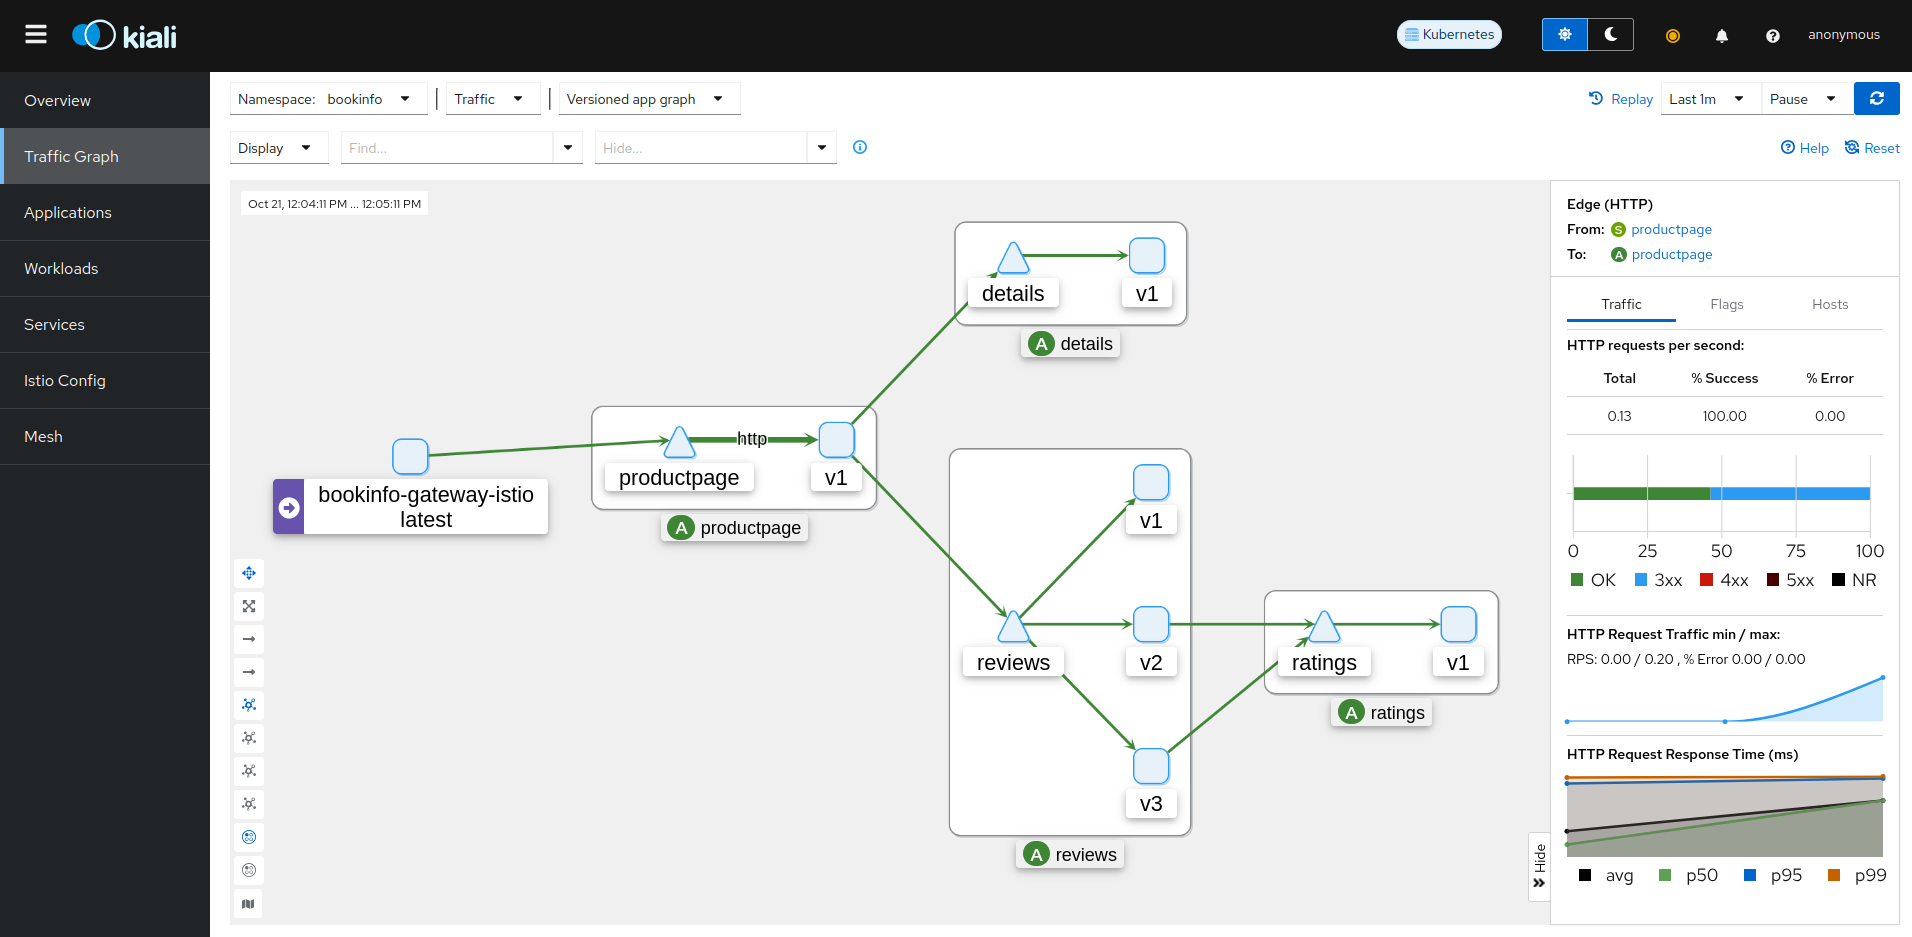 kiali
Kubernetes
anonymous
Overview
Traffic Graph
Applications
Workloads
Services
Istio Config
Mesh
Namespace: bookinfo
Traffic
Versioned app graph
Replay
Last 1m
Pause
Display
Find...
Hide...
Help
Reset
Oct 21, 12:04:11 PM ... 12:05:11 PM
details
v1
A details
http
productpage
v1
A productpage
bookinfo-gateway-istio
latest
v1
reviews
v2
v3
A reviews
ratings
v1
A ratings
Hide
Edge (HTTP)
From: S productpage
To: A productpage
Traffic Flags Hosts
HTTP requests per second:
Total % Success % Error
0.13 100.00 0.00
0 25 50 75 100
OK 3xx 4xx 5xx NR
HTTP Request Traffic min / max:
RPS: 0.00 / 0.20 , % Error 0.00 / 0.00
HTTP Request Response Time (ms)
avg p50 p95 p99